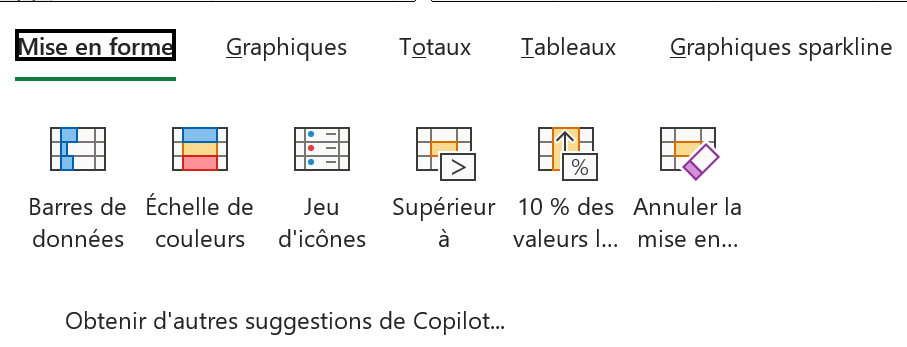 Mise en forme Graphiques Totaux Tableaux Graphiques sparkline
>
%
Barres de données
Échelle de couleurs
Jeu d'icônes
Supérieur à
10 % des valeurs l...
Annuler la mise en...
Obtenir d'autres suggestions de Copilot...